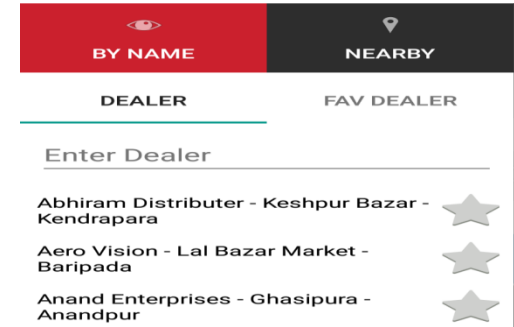 BY NAME
NEARBY
DEALER
FAV DEALER
Enter Dealer
Abhiram Distributer - Keshpur Bazar -
Kendrapara
Aero Vision - Lal Bazar Market -
Baripada
Anand Enterprises - Ghasipura -
Anandpur